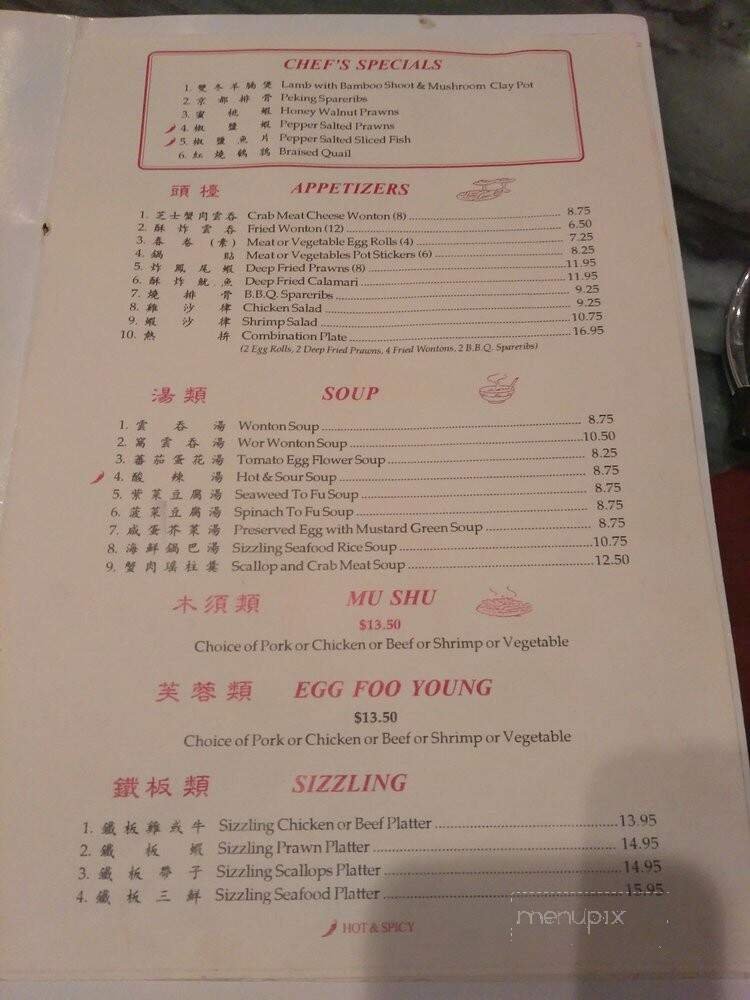 CHEF'S SPECIALS
1. 雙冬羊腩煲 Lamb with Bamboo Shoot & Mushroom Clay Pot
2. 京都排骨 Peking Spareribs
3. 蜜桃蝦 Honey Walnut Prawns
4. 椒鹽蝦 Pepper Salted Prawns
5. 椒鹽魚片 Pepper Salted Sliced Fish
6. 紅燒鵪鶉 Braised Quail
頭檯 APPETIZERS
1. 芝士蟹肉雲吞 Crab Meat Cheese Wonton (8) 8.75
2. 酥炸雲吞 Fried Wonton (12) 6.50
3. 春卷(素) Meat or Vegetable Egg Rolls (4) 7.25
4. 鍋貼 Meat or Vegetables Pot Stickers (6) 8.25
5. 炸鳳尾蝦 Deep Fried Prawns (8) 11.95
6. 酥炸魷魚 Deep Fried Calamari 11.95
7. 燒排骨 B.B.Q. Spareribs 9.25
8. 雞沙律 Chicken Salad 9.25
9. 蝦沙律 Shrimp Salad 10.75
10. 熱拼 Combination Plate 16.95
(2 Egg Rolls, 2 Deep Fried Prawns, 4 Fried Wontons, 2 B.B.Q. Spareribs)
湯類 SOUP
1. 雲吞湯 Wonton Soup 8.75
2. 窩雲吞湯 Wor Wonton Soup 10.50
3. 蕃茄蛋花湯 Tomato Egg Flower Soup 8.25
4. 酸辣湯 Hot & Sour Soup 8.75
5. 紫菜豆腐湯 Seaweed To Fu Soup 8.75
6. 菠菜豆腐湯 Spinach To Fu Soup 8.75
7. 咸蛋芥菜湯 Preserved Egg with Mustard Green Soup 8.75
8. 海鮮鍋巴湯 Sizzling Seafood Rice Soup 10.75
9. 蟹肉瑤柱羹 Scallop and Crab Meat Soup 12.50
木須類 MU SHU
$13.50
Choice of Pork or Chicken or Beef or Shrimp or Vegetable
芙蓉類 EGG FOO YOUNG
$13.50
Choice of Pork or Chicken or Beef or Shrimp or Vegetable
鐵板類 SIZZLING
1. 鐵板雞或牛 Sizzling Chicken or Beef Platter 13.95
2. 鐵板蝦 Sizzling Prawn Platter 14.95
3. 鐵板帶子 Sizzling Scallops Platter 14.95
4. 鐵板三鮮 Sizzling Seafood Platter 15.95
menupix
HOT & SPICY